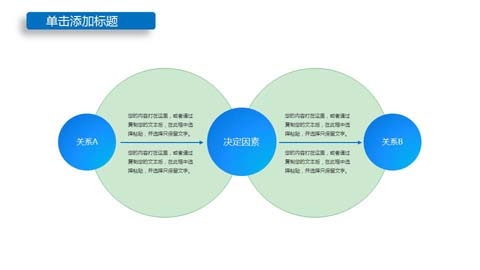 单击添加标题
您的内容打在这里，或者通过
复制您的文本后，在此框中选
择粘贴，并选择只保留文字。
您的内容打在这里，或者通过
复制您的文本后，在此框中选
择粘贴，并选择只保留文字。
关系A
决定因素
关系B
您的内容打在这里，或者通过
复制您的文本后，在此框中选
择粘贴，并选择只保留文字。
您的内容打在这里，或者通过
复制您的文本后，在此框中选
择粘贴，并选择只保留文字。